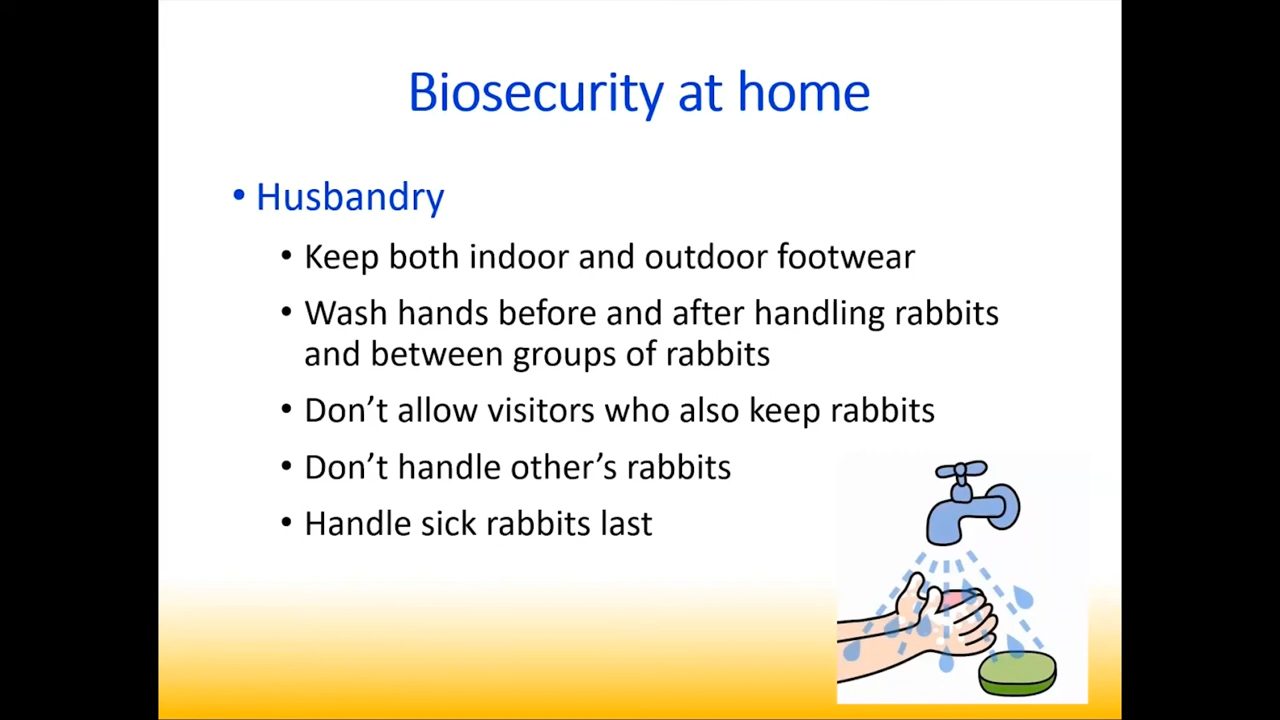 Biosecurity at home
• Husbandry
• Keep both indoor and outdoor footwear
• Wash hands before and after handling rabbits
and between groups of rabbits
• Don’t allow visitors who also keep rabbits
• Don’t handle other’s rabbits
• Handle sick rabbits last